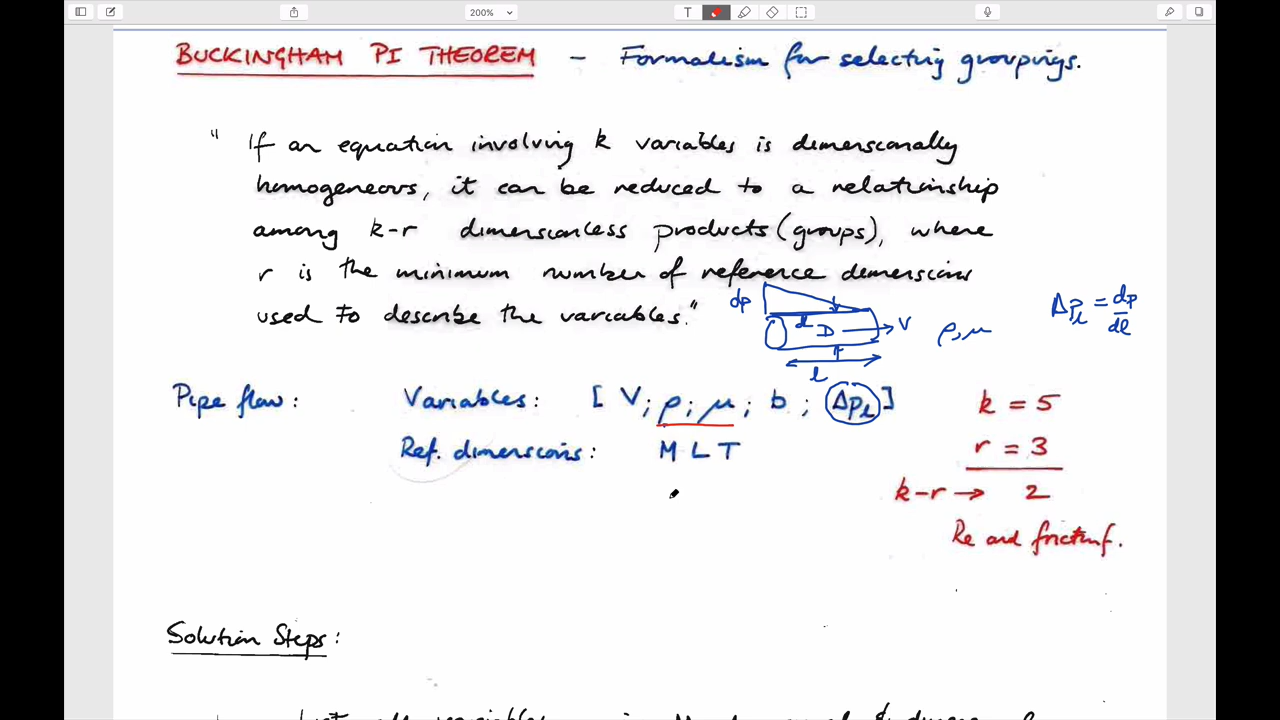 200%
T
BUCKINGHAM PI THEOREM - Formalism for selecting groupings.
" If an equation involving k variables is dimensionally
homogeneous, it can be reduced to a relationship
among k-r dimensionless products (groups), where
r is the minimum number of reference dimensions
used to describe the variables."
dp
d D V
l
ρ, μ
Δpₗ = dp/dl
Pipe flow: Variables: [ V; ρ; μ; b; Δpₗ ] k = 5
Ref. dimensions: M L T r = 3
k-r → 2
Re and friction f.
Solution Steps: